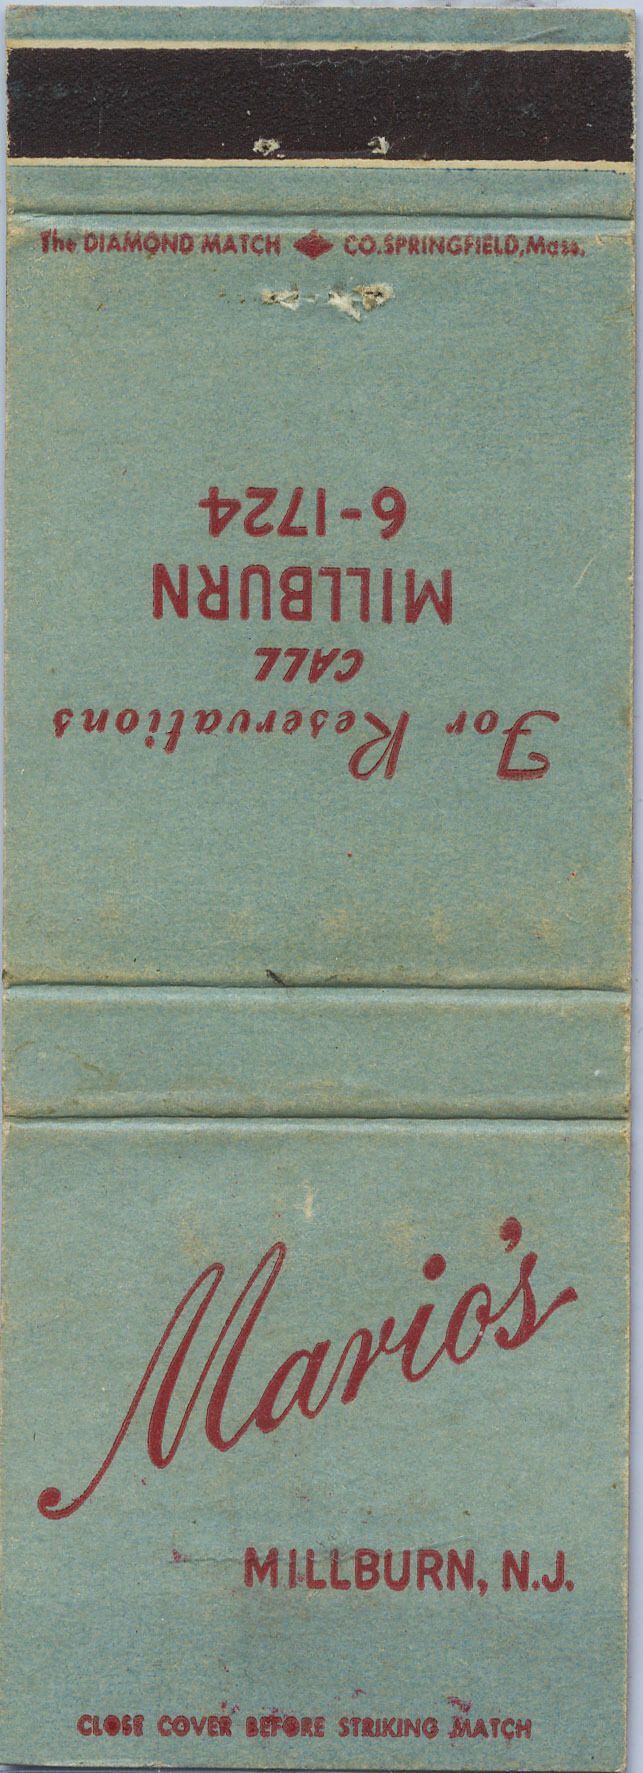 The DIAMOND MATCH CO. SPRINGFIELD, Mass.
For Reservations
CALL
MILLBURN
6-1724
Mario's
MILLBURN, N.J.
CLOSE COVER BEFORE STRIKING MATCH